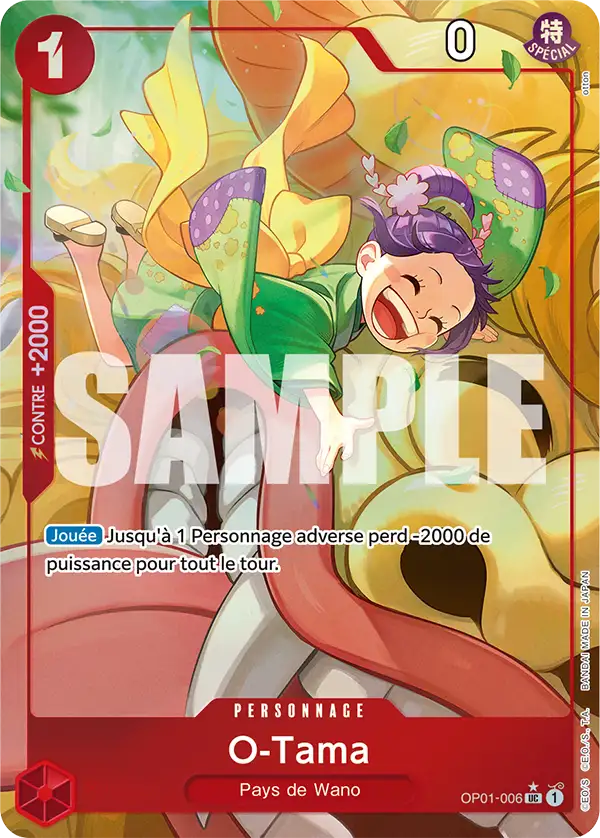 1
0
特
SPÉCIAL
otton
CONTRE +2000
SAMPLE
Jouée Jusqu'à 1 Personnage adverse perd -2000 de
puissance pour tout le tour.
©E.O/S ©E.O./S, T.A. BANDAI MADE IN JAPAN
PERSONNAGE
O-Tama
Pays de Wano
OP01-006 UC 1